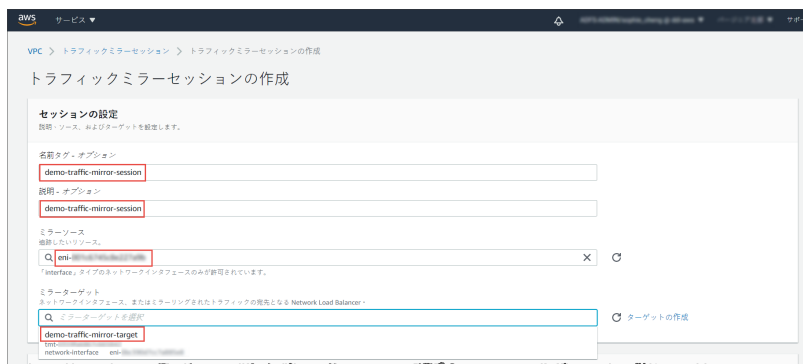 aws サービス ▼ サポ
VPC > トラフィックミラーセッション > トラフィックミラーセッションの作成
トラフィックミラーセッションの作成
セッションの設定
説明、ソース、およびターゲットを設定します。
名前タグ - オプション
demo-traffic-mirror-session
説明 - オプション
demo-traffic-mirror-session
ミラーソース
追跡したいリソース。
eni-
「Interface」タイプのネットワークインタフェースのみが許可されています。
ミラーターゲット
ネットワークインタフェース、またはミラーリングされたトラフィックの宛先となる Network Load Balancer。
ミラーターゲットを選択 ターゲットの作成
demo-traffic-mirror-target
tmt-
network-interface eni-